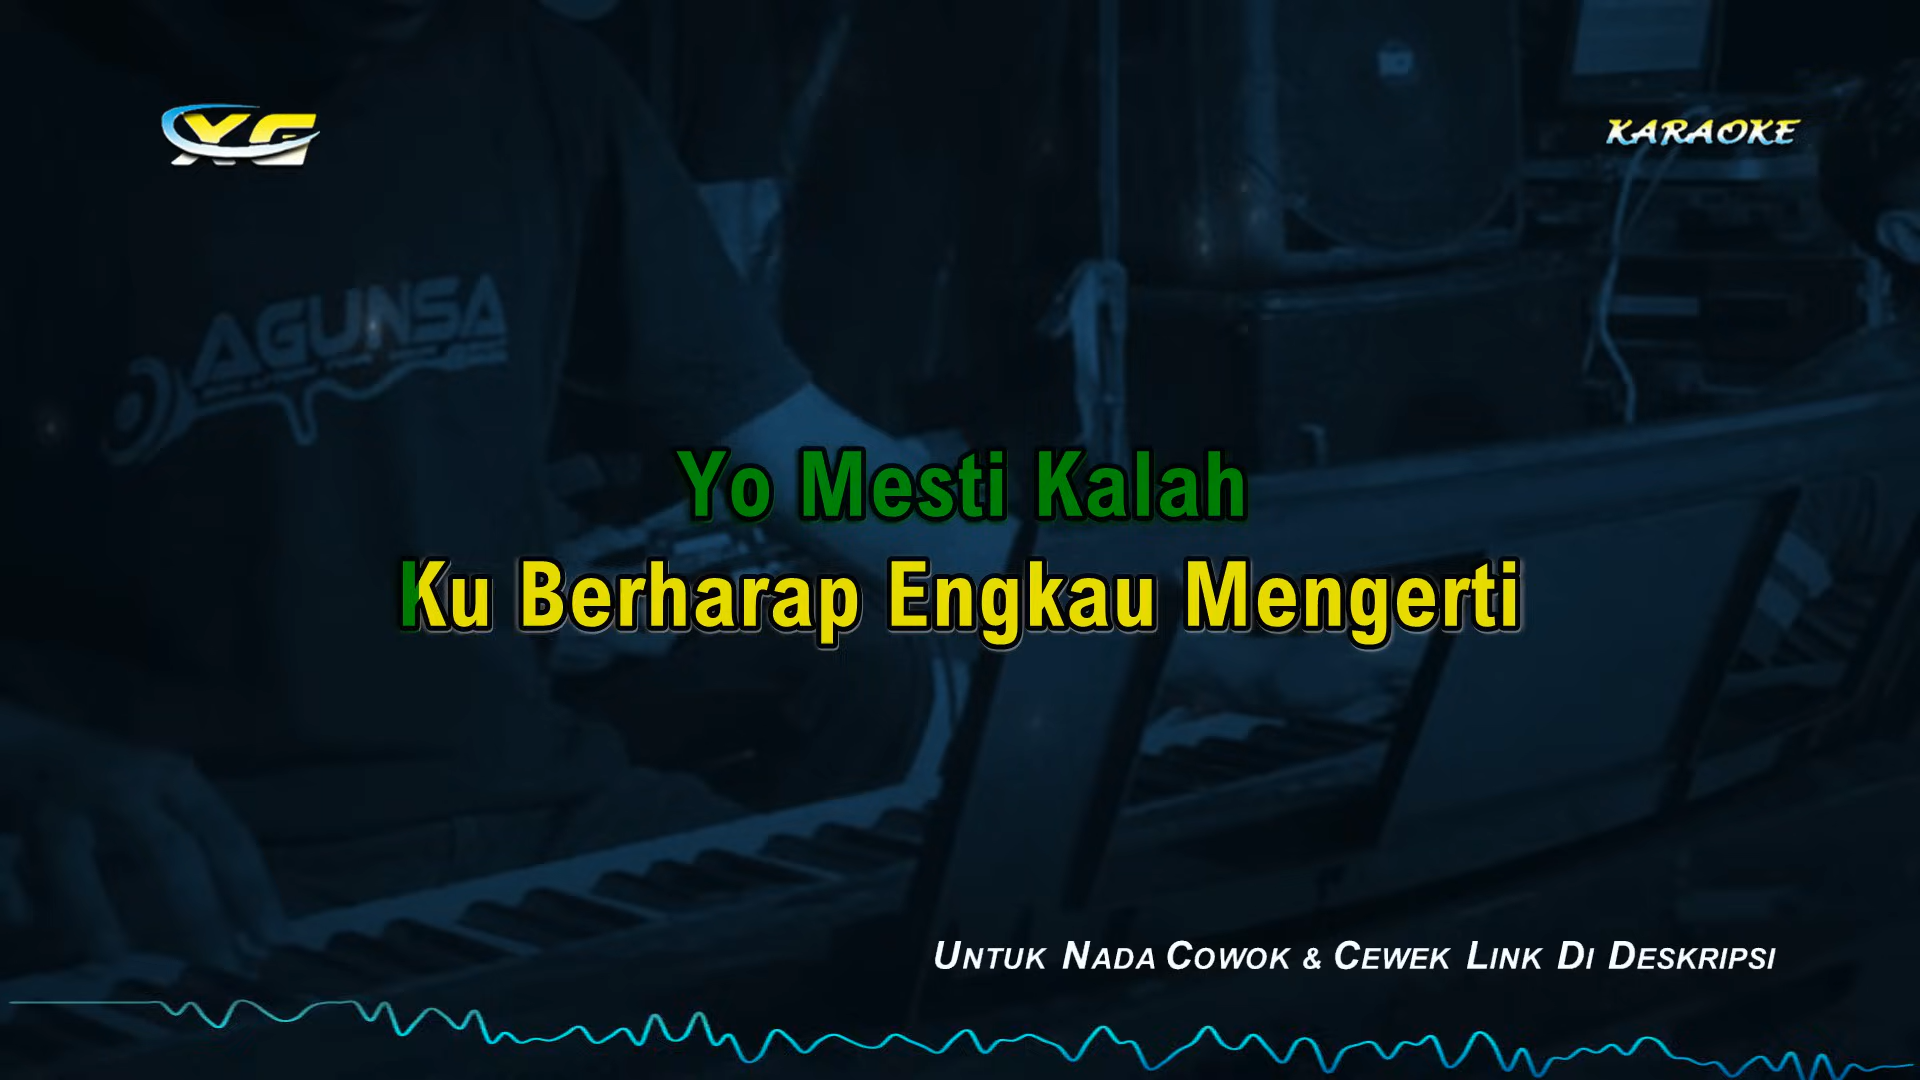 XG
KARAOKE
AGUNSA
Yo Mesti Kalah
Ku Berharap Engkau Mengerti
UNTUK NADA COWOK & CEWEK LINK DI DESKRIPSI